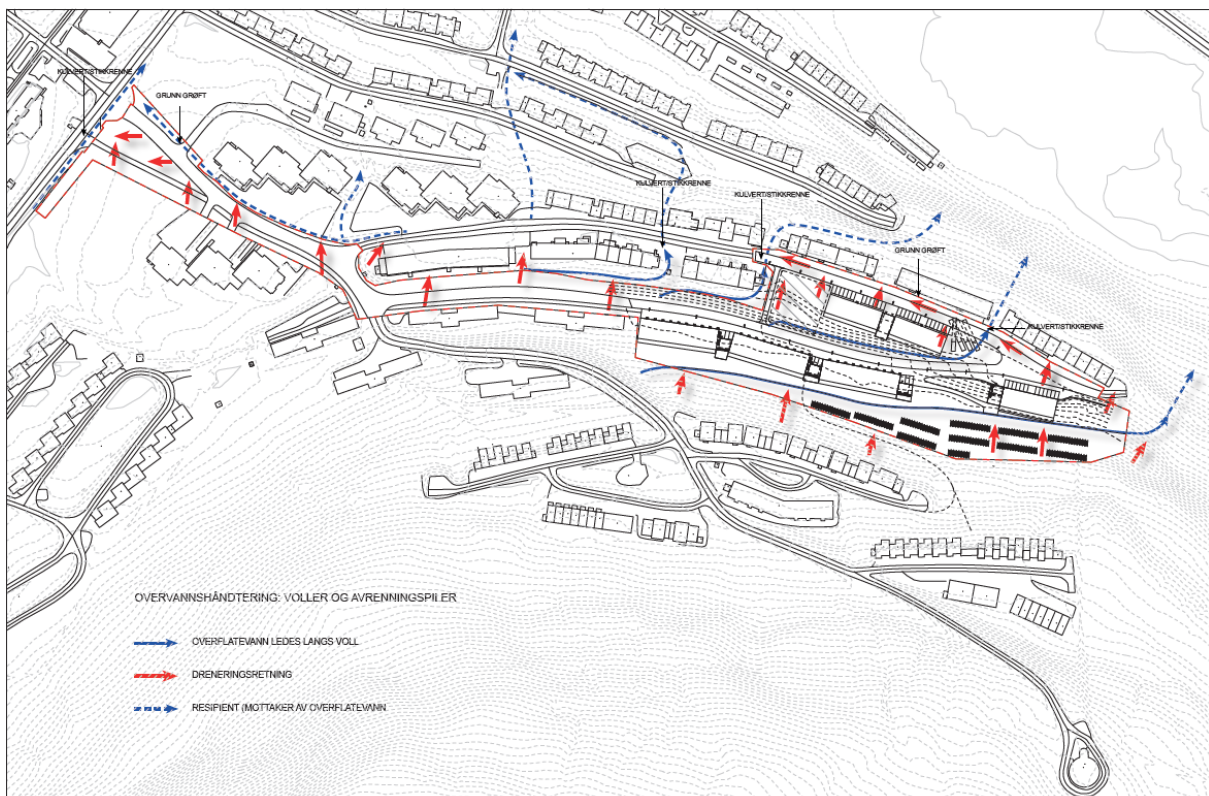 KULVERT/STIKKRENNE
GRUNN GRØFT
KULVERT/STIKKRENNE
KULVERT/STIKKRENNE
GRUNN GRØFT
KULVERT/STIKKRENNE
OVERVANNSHÅNDTERING: VOLLER OG AVRENNINGSPILER
OVERFLATEVANN LEDES LANGS VOLL
DRENERINGSRETNING
RESIPIENT (MOTTAKER AV OVERFLATEVANN